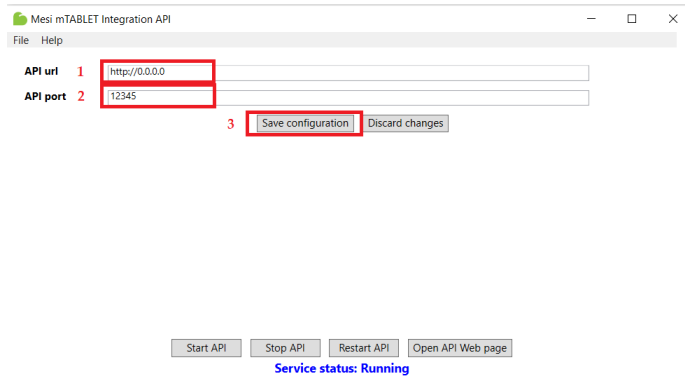 Mesi mTABLET Integration API
File Help
API url 1 http://0.0.0.0
API port 2 12345
3 Save configuration Discard changes
Start API Stop API Restart API Open API Web page
Service status: Running